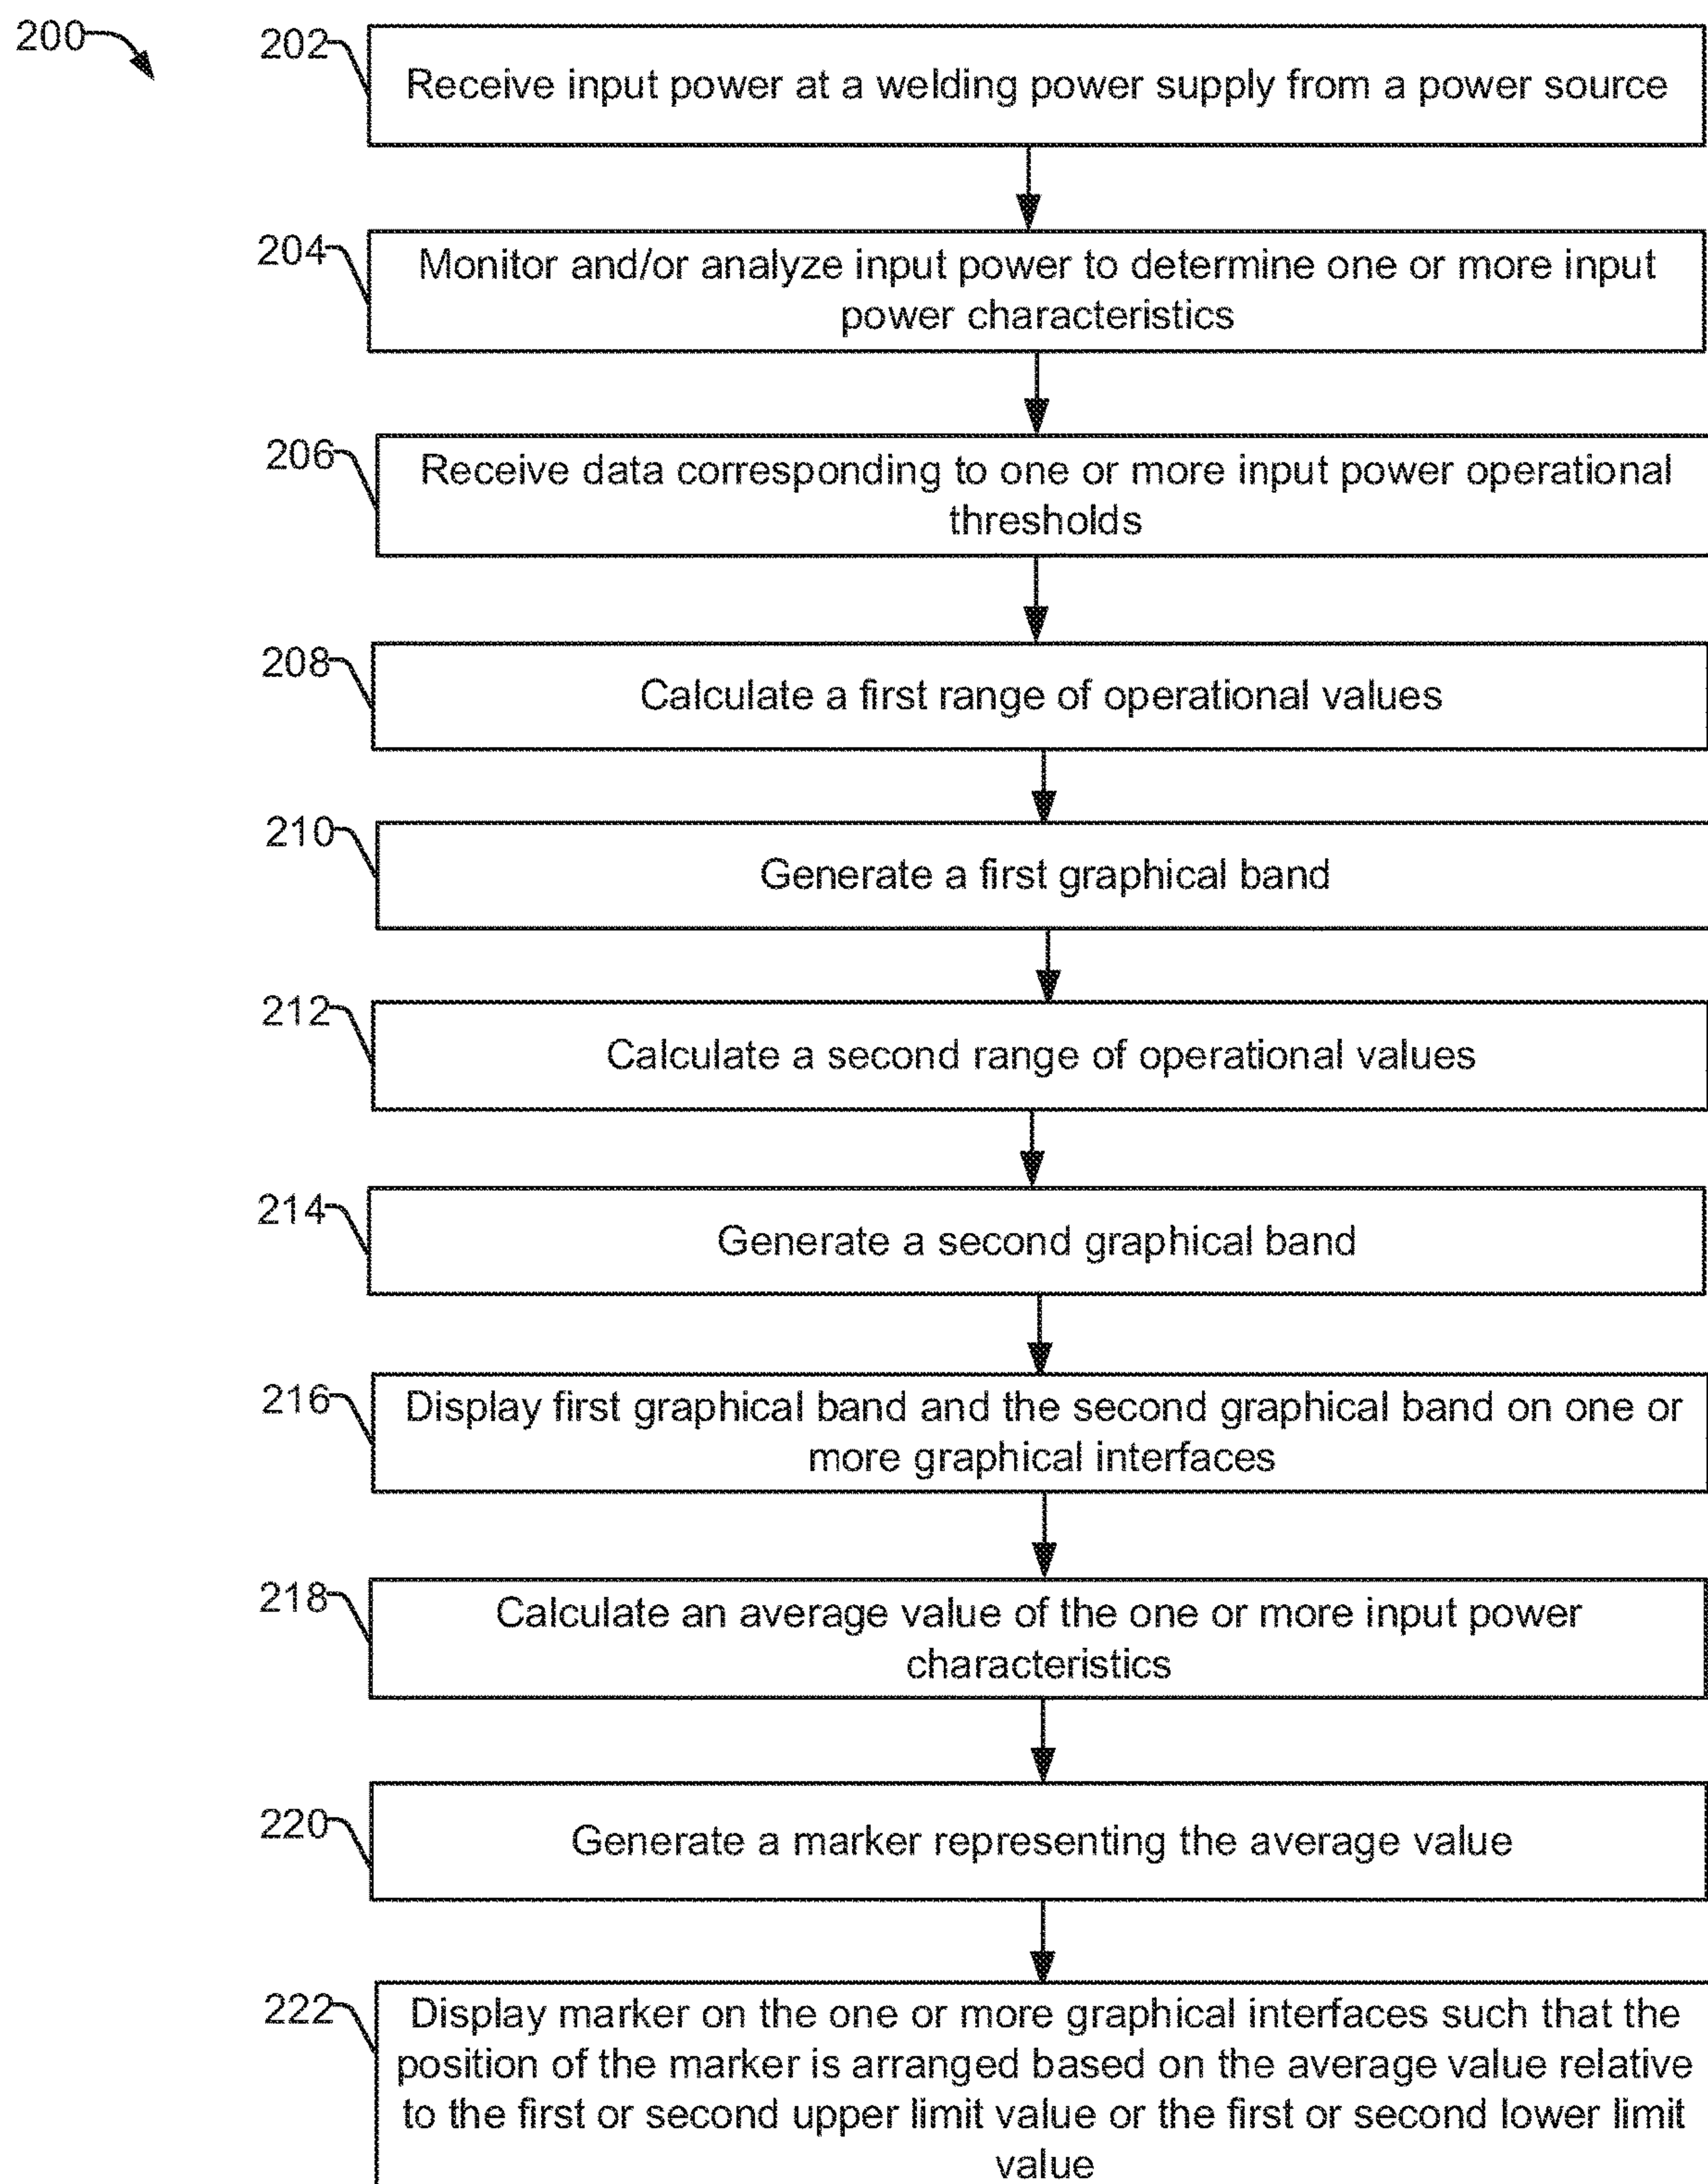 200
202
Receive input power at a welding power supply from a power source
204
Monitor and/or analyze input power to determine one or more input
power characteristics
206
Receive data corresponding to one or more input power operational
thresholds
208
Calculate a first range of operational values
210
Generate a first graphical band
212
Calculate a second range of operational values
214
Generate a second graphical band
216
Display first graphical band and the second graphical band on one or
more graphical interfaces
218
Calculate an average value of the one or more input power
characteristics
220
Generate a marker representing the average value
222
Display marker on the one or more graphical interfaces such that the
position of the marker is arranged based on the average value relative
to the first or second upper limit value or the first or second lower limit
value